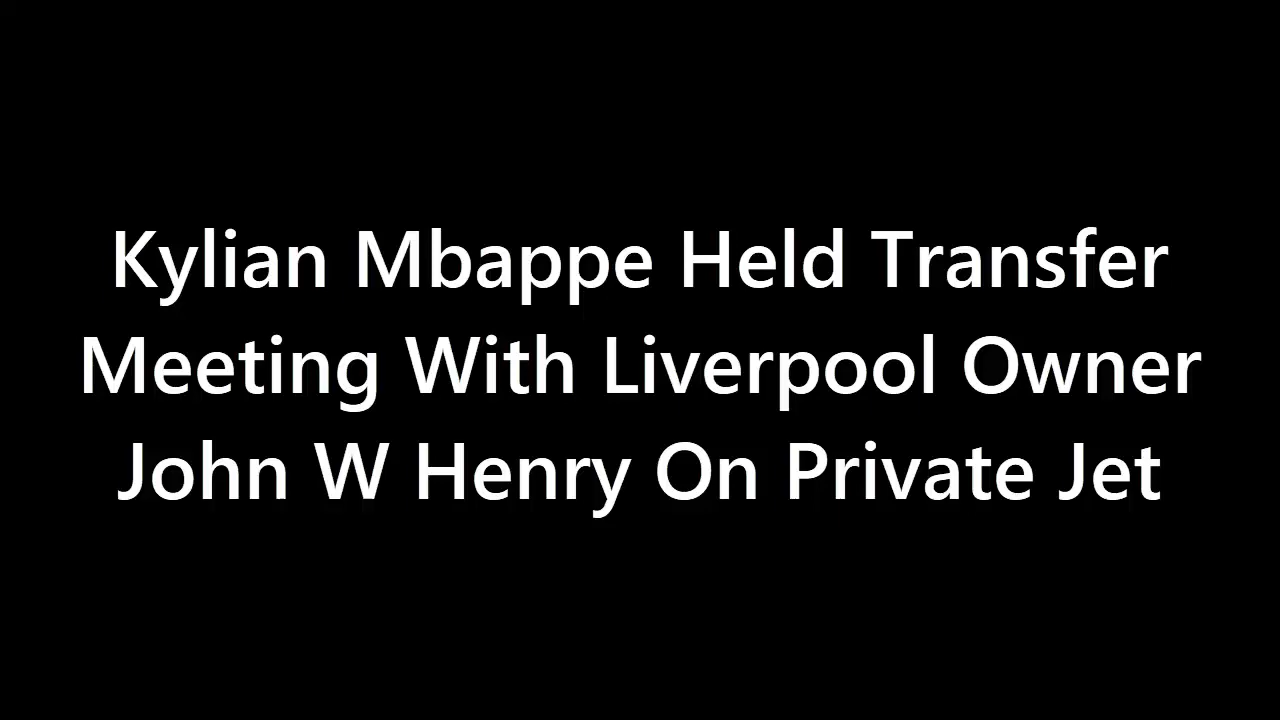 Kylian Mbappe Held Transfer
Meeting With Liverpool Owner
John W Henry On Private Jet